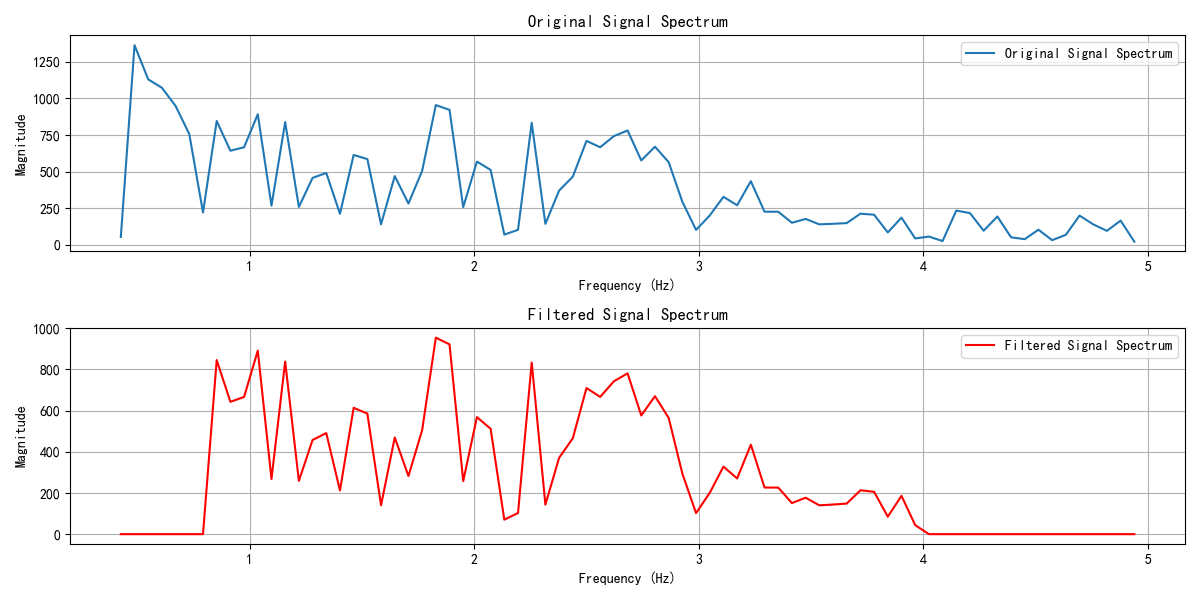 Original Signal Spectrum
Original Signal Spectrum
Magnitude
1250
1000
750
500
250
0
1 2 3 4 5
Frequency (Hz)
Filtered Signal Spectrum
Filtered Signal Spectrum
Magnitude
1000
800
600
400
200
0
1 2 3 4 5
Frequency (Hz)